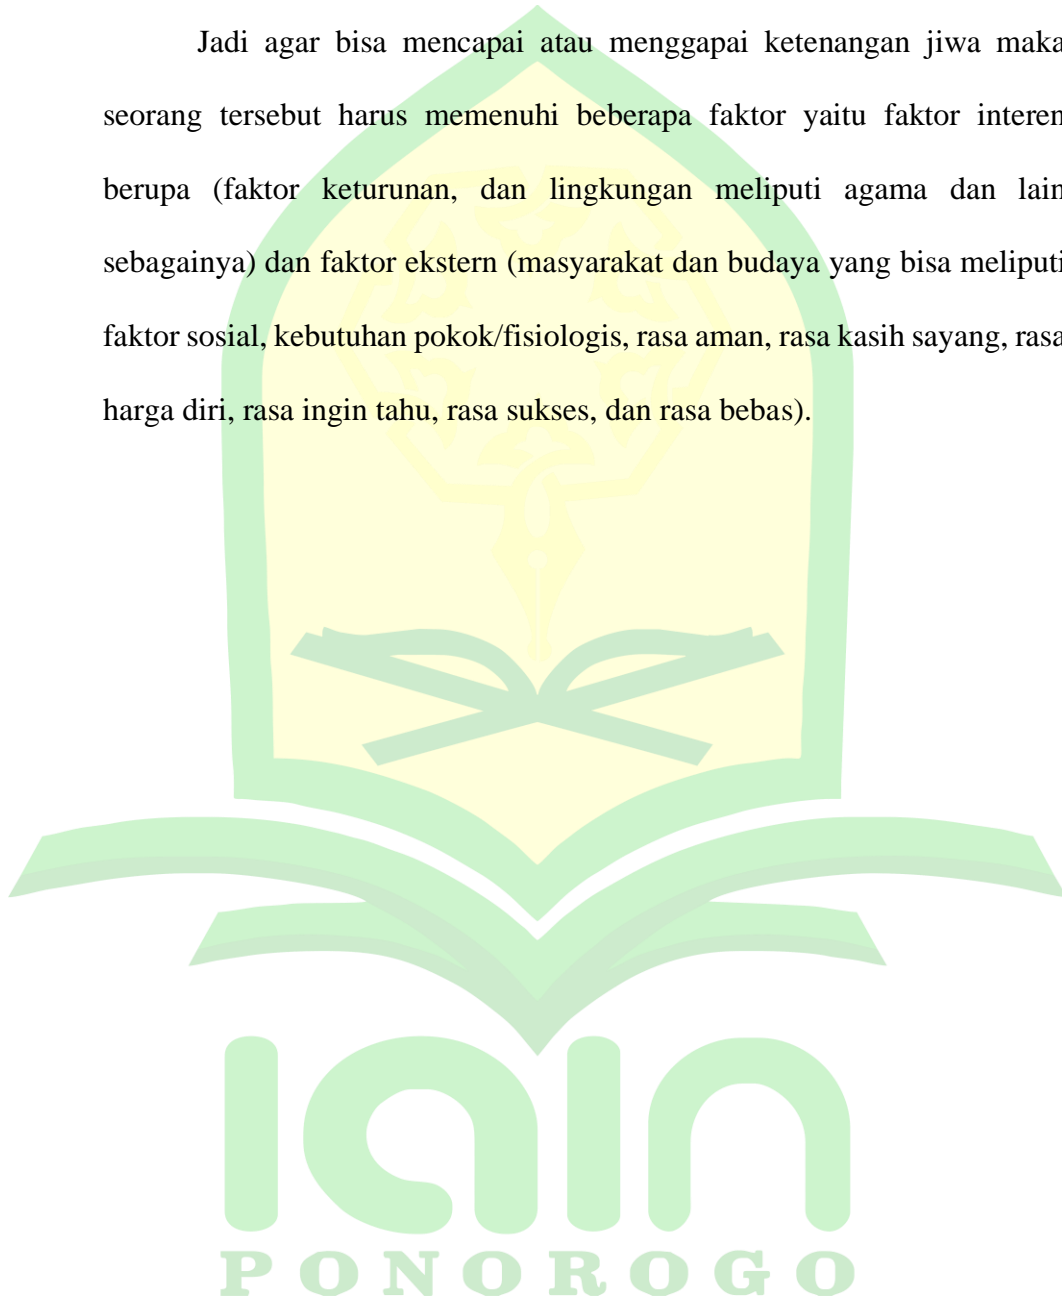 Jadi agar bisa mencapai atau menggapai ketenangan jiwa maka
seorang tersebut harus memenuhi beberapa faktor yaitu faktor interen
berupa (faktor keturunan, dan lingkungan meliputi agama dan lain
sebagainya) dan faktor ekstern (masyarakat dan budaya yang bisa meliputi
faktor sosial, kebutuhan pokok/fisiologis, rasa aman, rasa kasih sayang, rasa
harga diri, rasa ingin tahu, rasa sukses, dan rasa bebas).
iain
PONOROGO